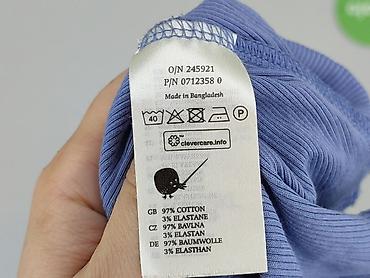 O/N 245921
P/N 0712358 0
Made in Bangladesh
40 P
clevercare.info
GB 97% COTTON
3% ELASTANE
CZ 97% BAVLNA
3% ELASTAN
DE 97% BAUMWOLLE
3% ELASTHAN